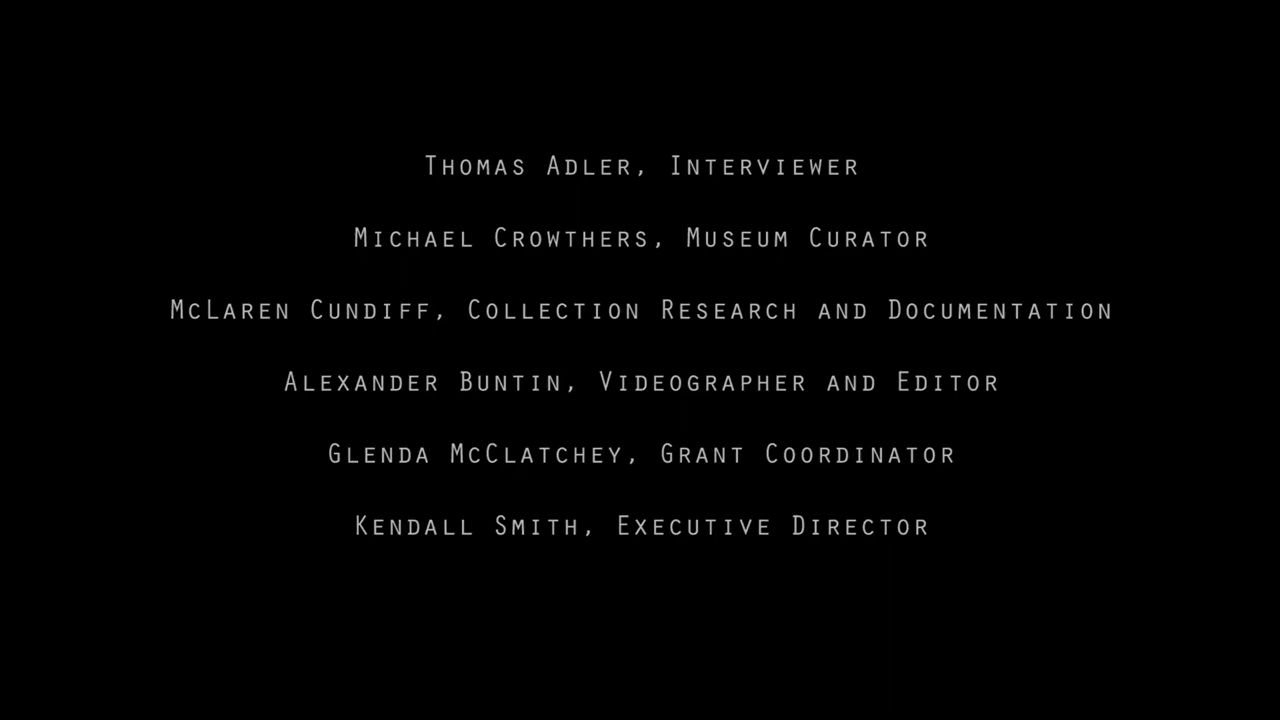 Thomas Adler, Interviewer
Michael Crowthers, Museum Curator
McLaren Cundiff, Collection Research and Documentation
Alexander Buntin, Videographer and Editor
Glenda McClatchey, Grant Coordinator
Kendall Smith, Executive Director